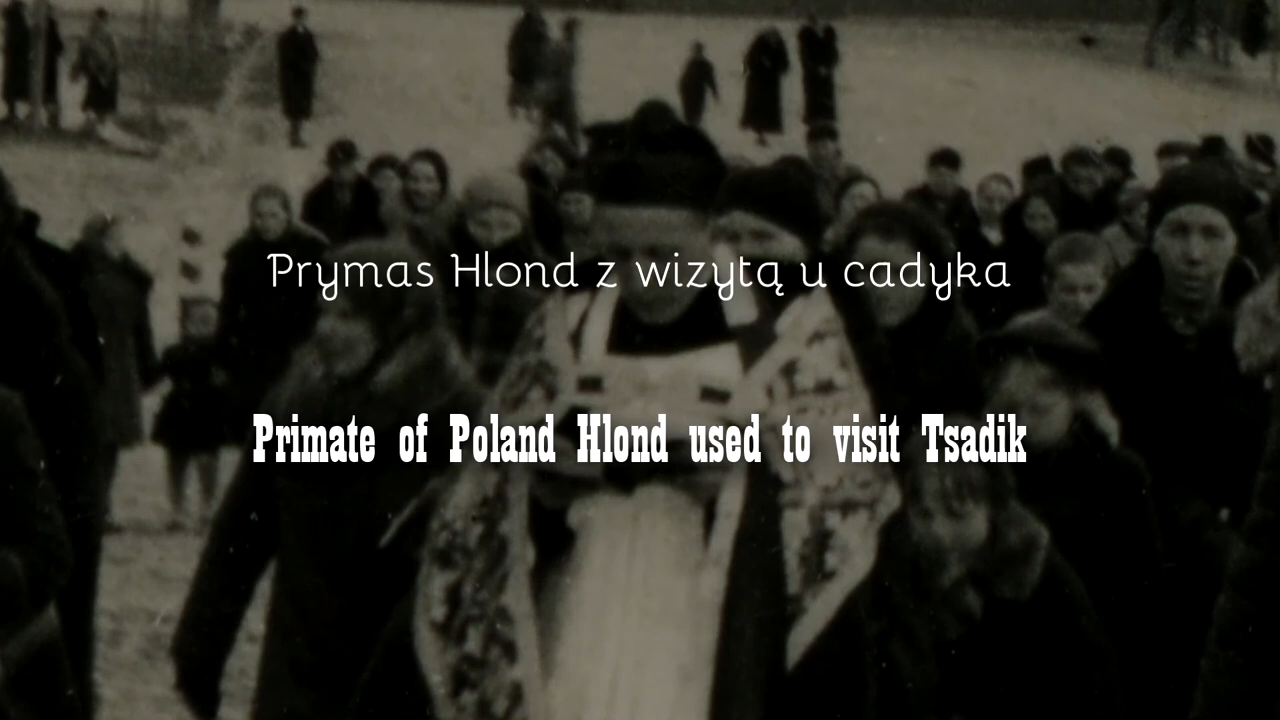 Prymas Hlond z wizytą u cadyka
Primate of Poland Hlond used to visit Tsadik